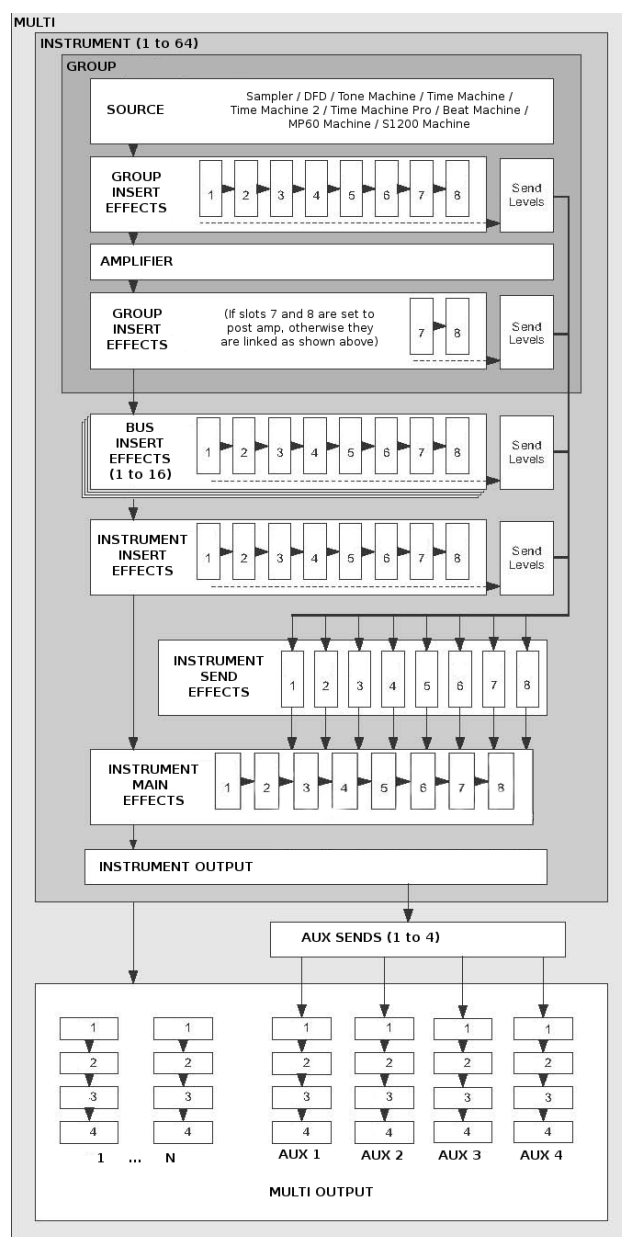 MULTI
INSTRUMENT (1 to 64)
GROUP
SOURCE
Sampler / DFD / Tone Machine / Time Machine /
Time Machine 2 / Time Machine Pro / Beat Machine /
MP60 Machine / S1200 Machine
GROUP
INSERT
EFFECTS
1 2 3 4 5 6 7 8
Send
Levels
AMPLIFIER
GROUP
INSERT
EFFECTS
(If slots 7 and 8 are set to
post amp, otherwise they
are linked as shown above)
7 8
Send
Levels
BUS
INSERT
EFFECTS
(1 to 16)
1 2 3 4 5 6 7 8
Send
Levels
INSTRUMENT
INSERT
EFFECTS
1 2 3 4 5 6 7 8
Send
Levels
INSTRUMENT
SEND
EFFECTS
1 2 3 4 5 6 7 8
INSTRUMENT
MAIN
EFFECTS
1 2 3 4 5 6 7 8
INSTRUMENT OUTPUT
AUX SENDS (1 to 4)
1 1 1 1 1 1
2 2 2 2 2 2
3 3 3 3 3 3
4 4 4 4 4 4
1 ... N AUX 1 AUX 2 AUX 3 AUX 4
MULTI OUTPUT